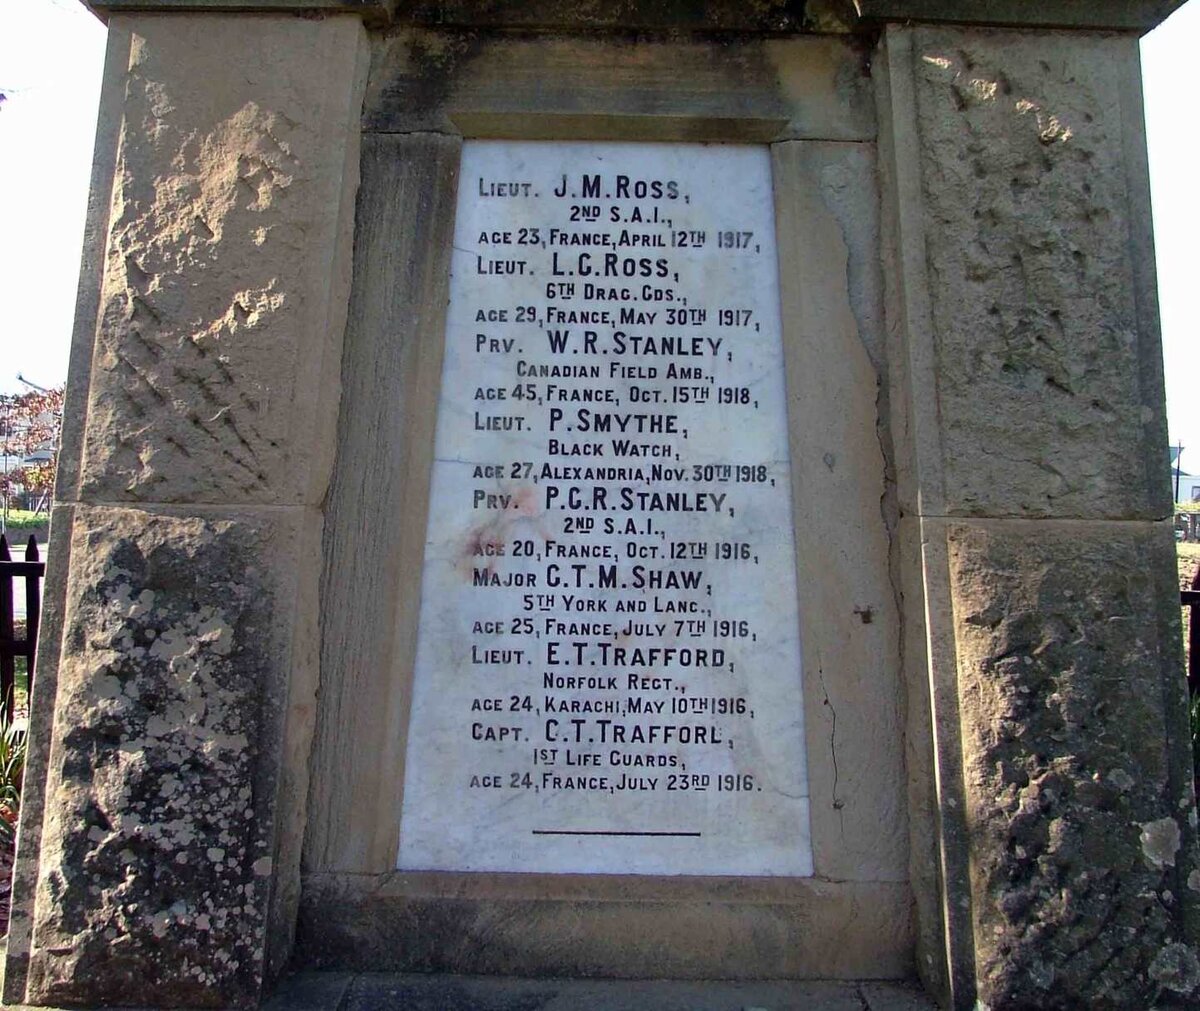 LIEUT. J.M.ROSS,
2ND S.A.I.,
AGE 23, FRANCE, APRIL 12TH 1917,
LIEUT. L.G.ROSS,
6TH DRAG.GDS.,
AGE 29, FRANCE, MAY 30TH 1917,
PRV. W.R.STANLEY,
CANADIAN FIELD AMB.,
AGE 45, FRANCE, OCT. 15TH 1918,
LIEUT. P.SMYTHE,
BLACK WATCH,
AGE 27, ALEXANDRIA, NOV. 30TH 1918,
PRV. P.G.R.STANLEY,
2ND S.A.I.,
AGE 20, FRANCE, OCT. 12TH 1916,
MAJOR G.T.M.SHAW,
5TH YORK AND LANC.,
AGE 25, FRANCE, JULY 7TH 1916,
LIEUT. E.T.TRAFFORD,
NORFOLK REGT.,
AGE 24, KARACHI, MAY 10TH 1916,
CAPT. C.T.TRAFFORL,
1ST LIFE GUARDS,
AGE 24, FRANCE, JULY 23RD 1916.